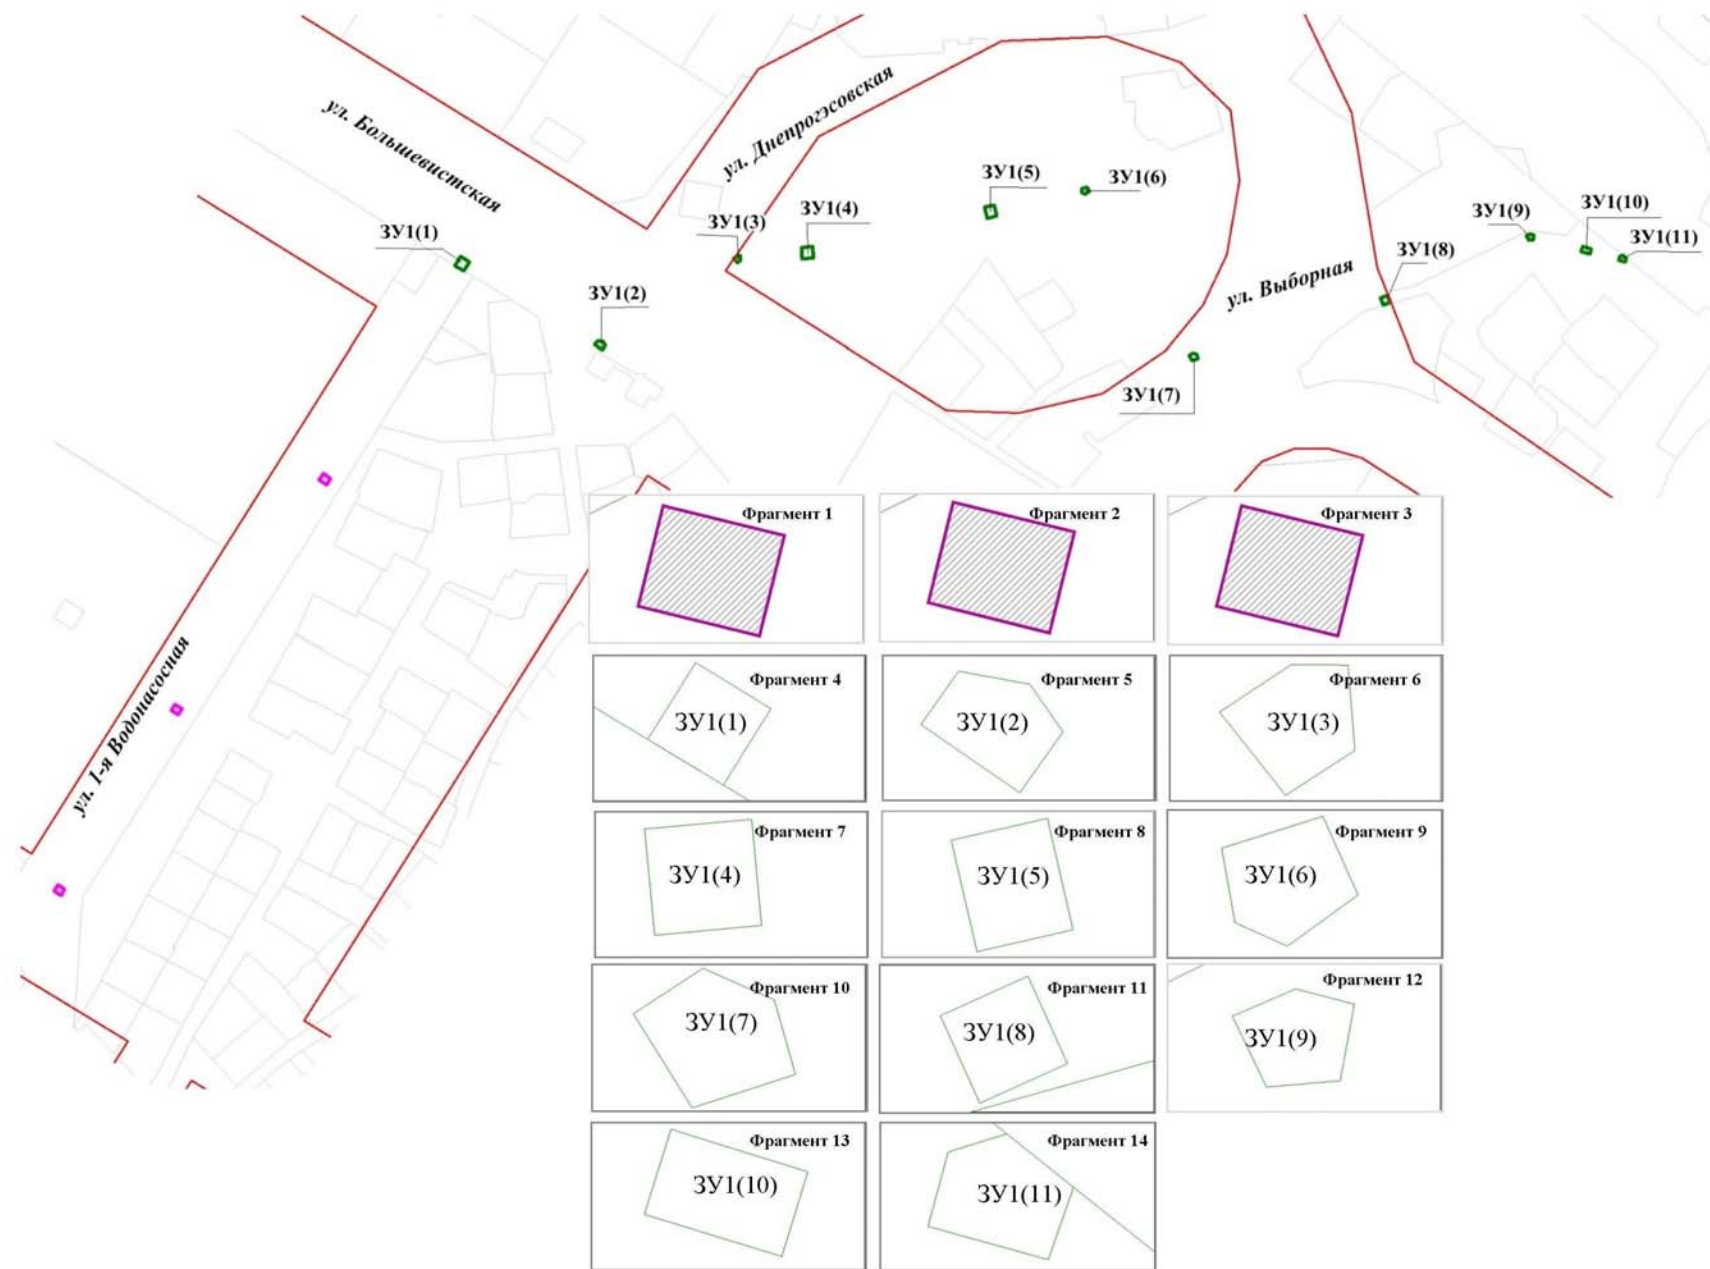 ул. Большевистская
ул. Днепрогэсовская
ЗУ1(5)
ЗУ1(6)
ЗУ1(10)
ЗУ1(4)
ЗУ1(9)
ЗУ1(3)
ЗУ1(1)
ЗУ1(11)
ЗУ1(8)
ул. Выборная
ЗУ1(2)
ЗУ1(7)
ул. 1-я Водонасосная
Фрагмент 1
Фрагмент 2
Фрагмент 3
Фрагмент 4
ЗУ1(1)
Фрагмент 5
ЗУ1(2)
Фрагмент 6
ЗУ1(3)
Фрагмент 7
ЗУ1(4)
Фрагмент 8
ЗУ1(5)
Фрагмент 9
ЗУ1(6)
Фрагмент 10
ЗУ1(7)
Фрагмент 11
ЗУ1(8)
Фрагмент 12
ЗУ1(9)
Фрагмент 13
ЗУ1(10)
Фрагмент 14
ЗУ1(11)